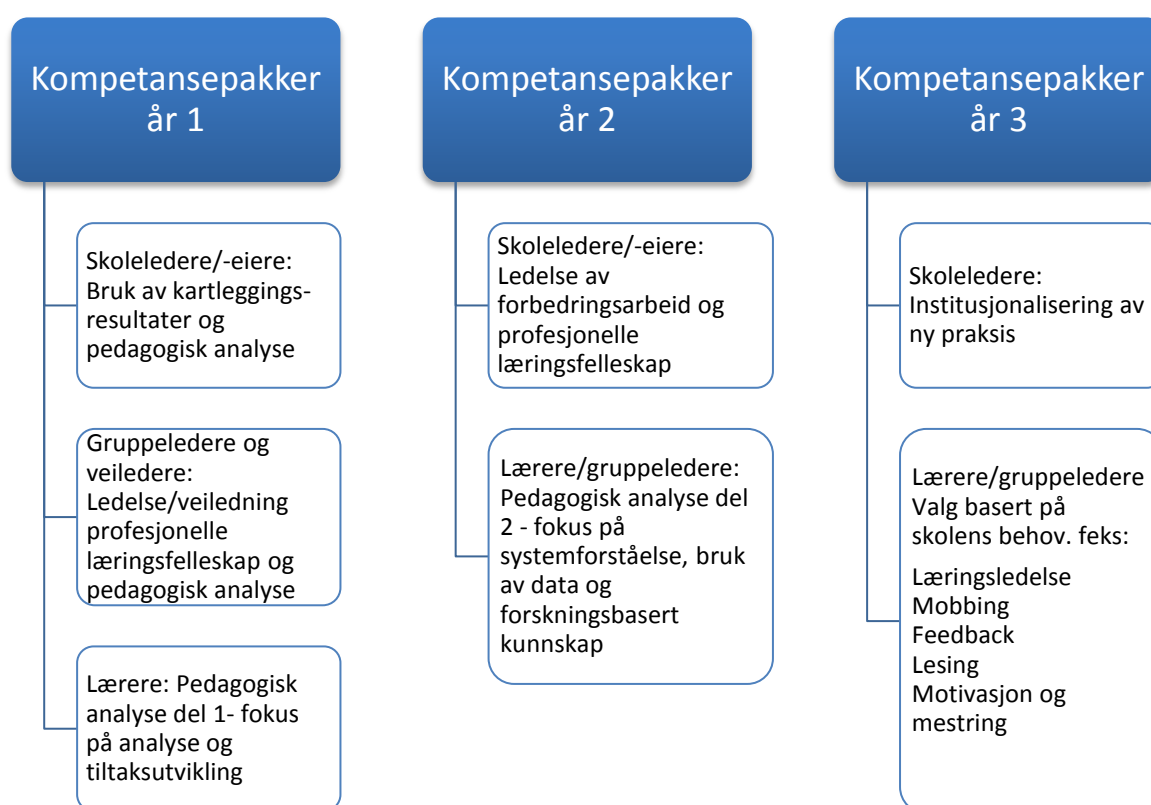 Kompetansepakker
år 1
Skoleledere/-eiere:
Bruk av kartleggings-
resultater og
pedagogisk analyse
Gruppeledere og
veiledere:
Ledelse/veiledning
profesjonelle
læringsfelleskap og
pedagogisk analyse
Lærere: Pedagogisk
analyse del 1- fokus
på analyse og
tiltaksutvikling
Kompetansepakker
år 2
Skoleledere/-eiere:
Ledelse av
forbedringsarbeid og
profesjonelle
læringsfelleskap
Lærere/gruppeledere:
Pedagogisk analyse del
2 - fokus på
systemforståelse, bruk
av data og
forskningsbasert
kunnskap
Kompetansepakker
år 3
Skoleledere:
Institusjonalisering av
ny praksis
Lærere/gruppeledere
Valg basert på
skolens behov. feks:
Læringsledelse
Mobbing
Feedback
Lesing
Motivasjon og
mestring